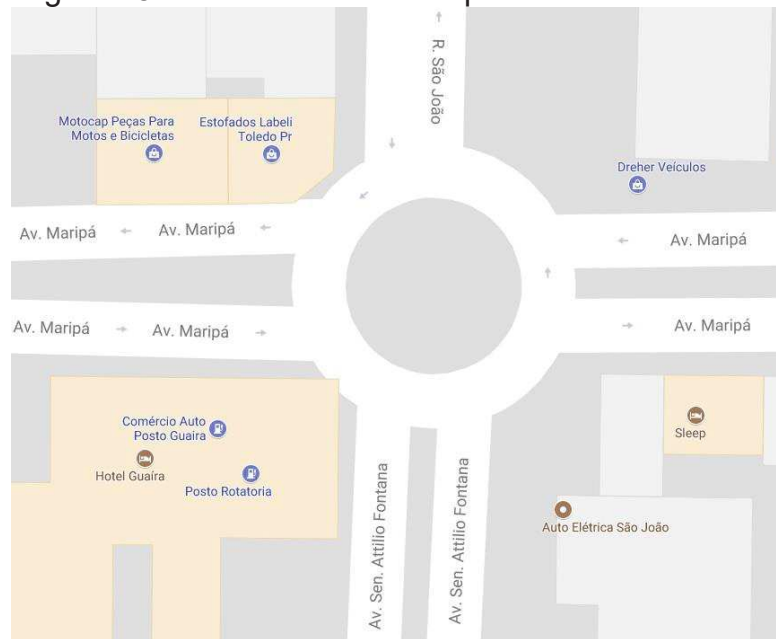 R. São João
Motocap Peças Para
Motos e Bicicletas
Estofados Labeli
Toledo Pr
Dreher Veículos
Av. Maripá
Av. Maripá
Av. Maripá
Av. Maripá
Av. Maripá
Av. Maripá
Comércio Auto
Posto Guaira
Hotel Guaíra
Posto Rotatoria
Sleep
Auto Elétrica São João
Av. Sen. Attilio Fontana
Av. Sen. Attilio Fontana